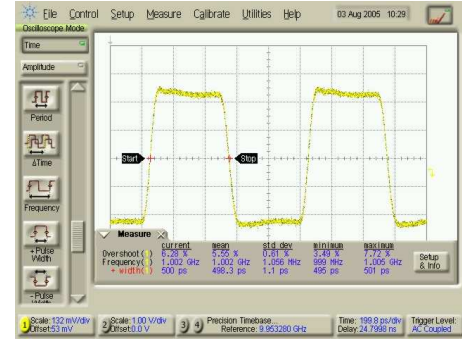 File Control Setup Measure Calibrate Utilities Help 03 Aug 2005 10:29
Oscilloscope Mode
Time
Amplitude
Period
ΔTime
Frequency
+Pulse
Width
-Pulse
Width
Start
Stop
Measure
current mean std dev minimum maximum
Overshoot( ) 6.28 % 5.55 % 0.61 % 3.49 % 7.72 %
Frequency( ) 1.002 GHz 1.002 GHz 1.056 MHz 999 MHz 1.005 GHz
+ width( ) 500 ps 498.3 ps 1.1 ps 495 ps 501 ps
Setup
& Info
1 Scale: 132 mV/div
Offset: 53 mV
2 Scale: 1.00 V/div
Offset: 0.0 V
3 4 Precision Timebase...
Reference: 9.953280 GHz
Time: 199.8 ps/div
Delay: 24.7998 ns
Trigger Level:
AC Coupled